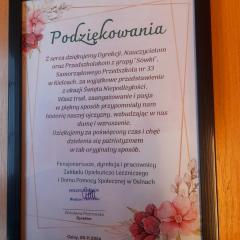 Podziękowania
Z serca dziękujemy Dyrekcji, Nauczycielom
oraz Przedszkolakom z grupy "Sówki",
Samorządowego Przedszkola nr 33
w Kielcach, za wyjątkowe przedstawienie
z okazji Święta Niepodległości.
Wasz trud, zaangażowanie i pasja
w piękny sposób przypomniały nam
historię naszej ojczyzny, wzbudzając w nas
dumę i wzruszenie.
Dziękujemy za poświęcony czas i chęć
dzielenia się patriotyzmem
w tak oryginalny sposób.
Pensjonariusze, dyrekcja i pracownicy
Zakładu Opiekuńczo Leczniczego
i Domu Pomocy Społecznej w
Dyrektor